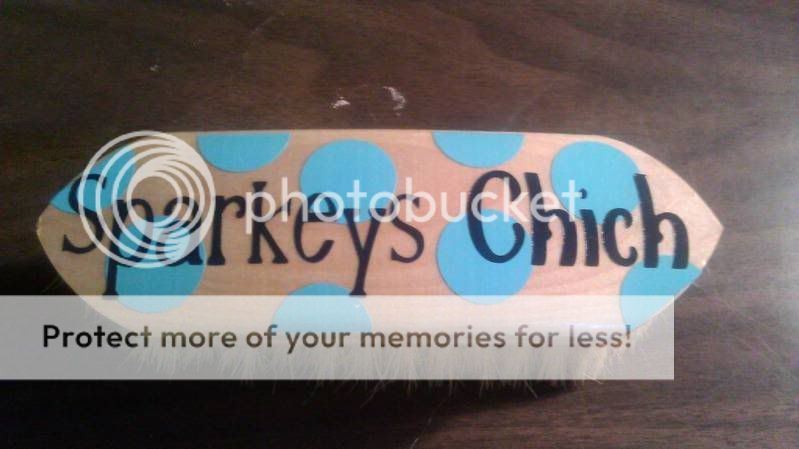 Sparkeys Chich
photobucket
Protect more of your memories for less!